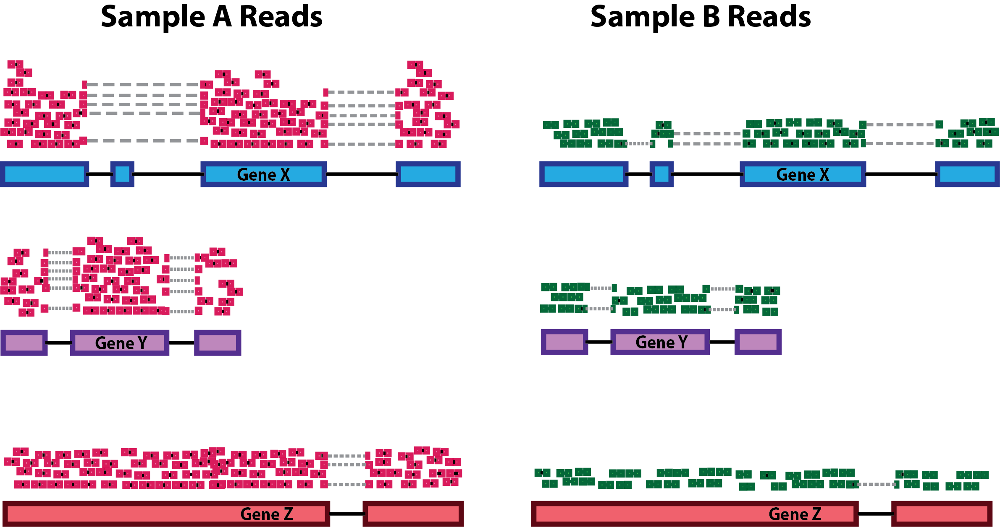 Sample A Reads
Sample B Reads
Gene X
Gene X
Gene Y
Gene Y
Gene Z
Gene Z